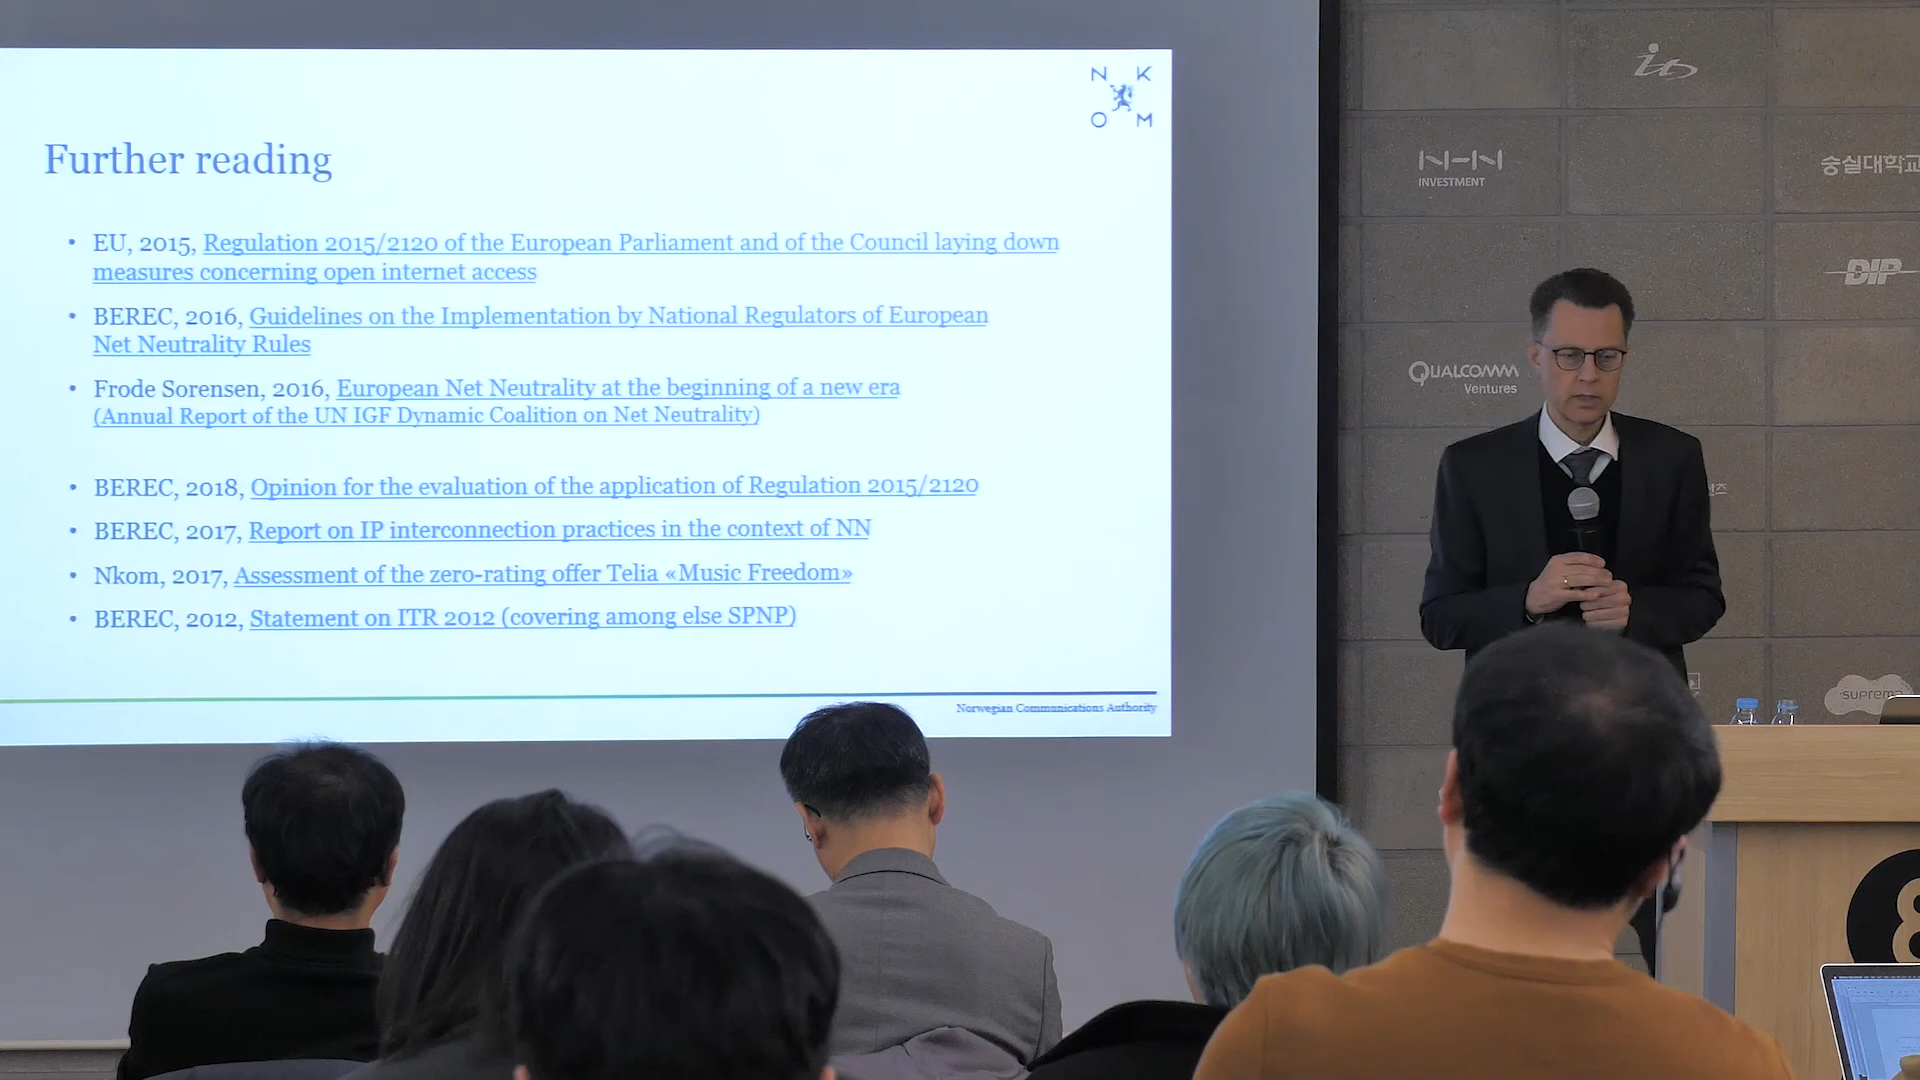 N K
O M
Further reading
• EU, 2015, Regulation 2015/2120 of the European Parliament and of the Council laying down
measures concerning open internet access
• BEREC, 2016, Guidelines on the Implementation by National Regulators of European
Net Neutrality Rules
• Frode Sorensen, 2016, European Net Neutrality at the beginning of a new era
(Annual Report of the UN IGF Dynamic Coalition on Net Neutrality)
• BEREC, 2018, Opinion for the evaluation of the application of Regulation 2015/2120
• BEREC, 2017, Report on IP interconnection practices in the context of NN
• Nkom, 2017, Assessment of the zero-rating offer Telia «Music Freedom»
• BEREC, 2012, Statement on ITR 2012 (covering among else SPNP)
Norwegian Communications Authority
NHN
INVESTMENT
숭실대학교
DIP
QUALCOMM
Ventures
suprema
8